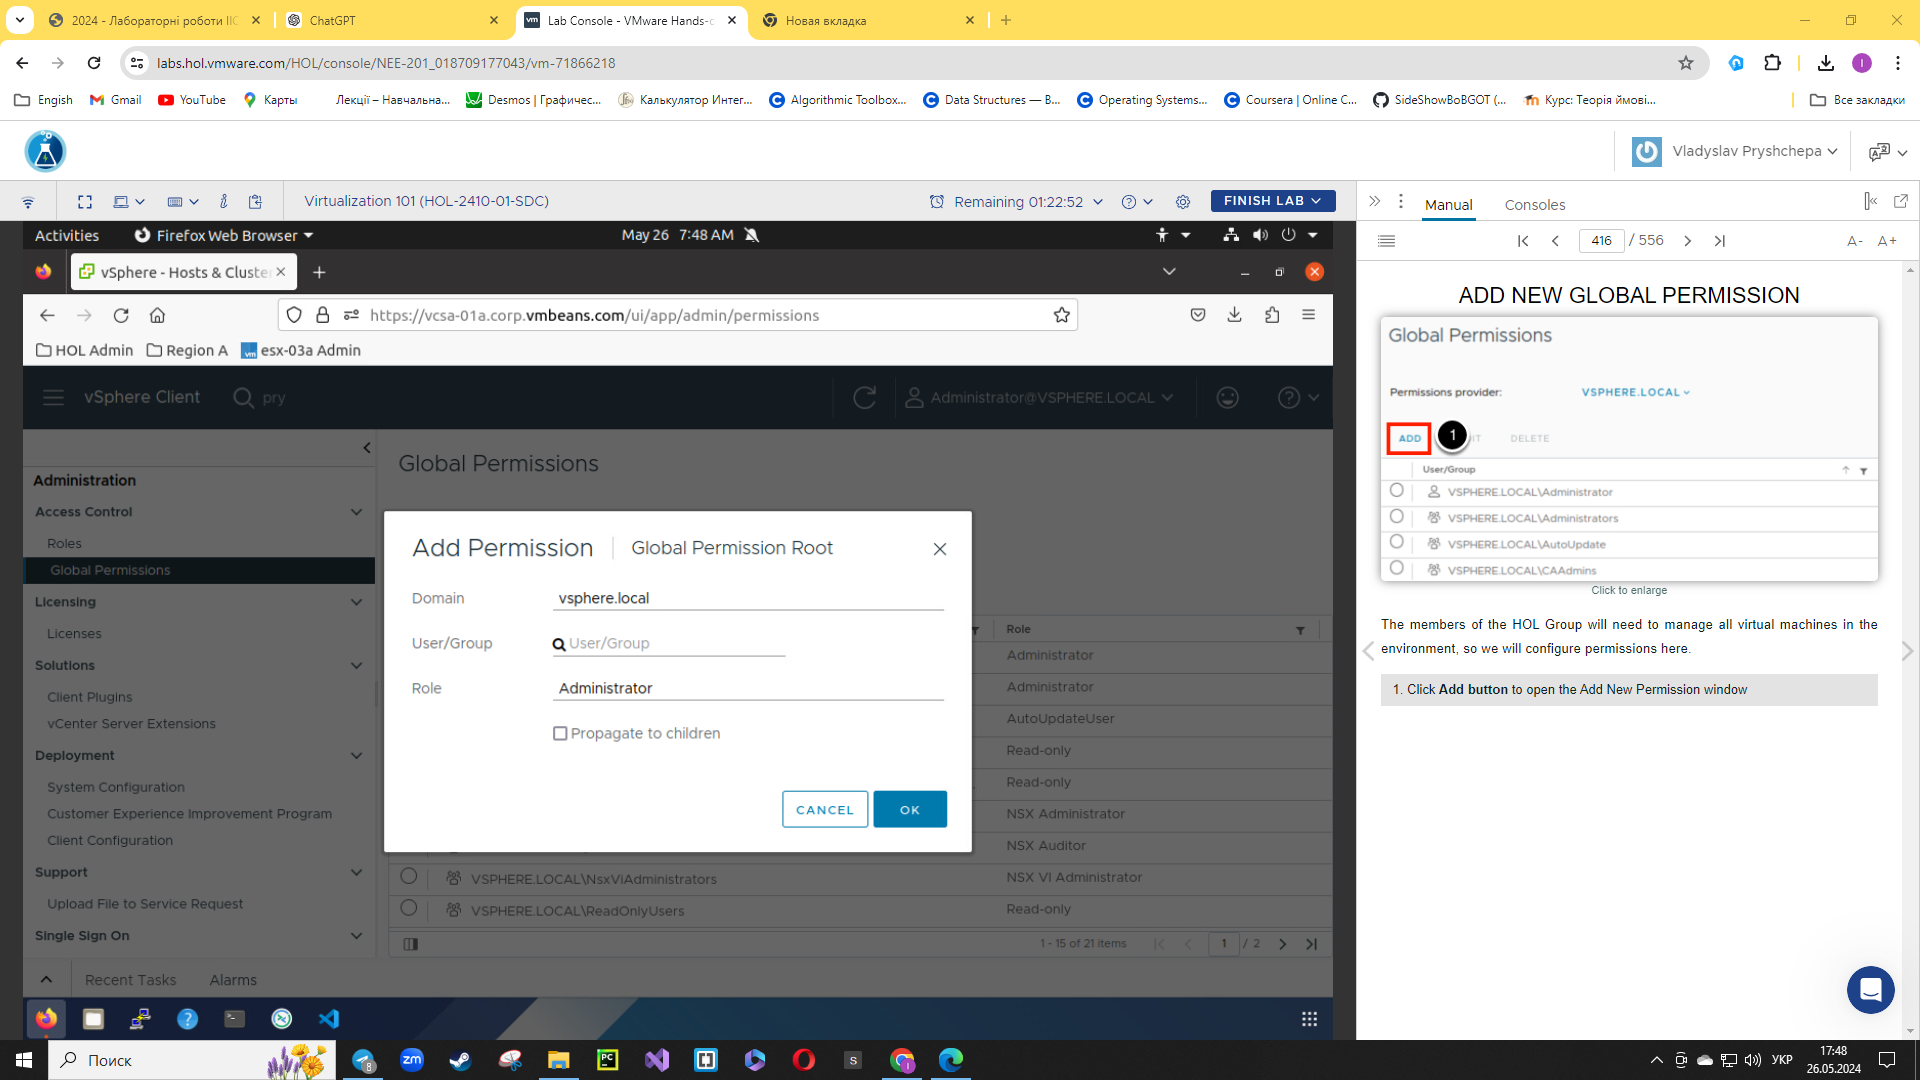 2024 - Лабораторні роботи ІІС
ChatGPT
Lab Console - VMware Hands-o
Новая вкладка
labs.hol.vmware.com/HOL/console/NEE-201_018709177043/vm-71866218
Engish
Gmail
YouTube
Карты
Лекції – Навчальна...
Desmos | Графичес...
Калькулятор Интег...
Algorithmic Toolbox...
Data Structures — B...
Operating Systems...
Coursera | Online C...
SideShowBoBGOT (...
Курс: Теорія ймові...
Все закладки
Vladyslav Pryshchepa
Virtualization 101 (HOL-2410-01-SDC)
Remaining 01:22:52
FINISH LAB
Manual
Consoles
Activities
Firefox Web Browser
May 26 7:48 AM
416 / 556
A-
A+
vSphere - Hosts & Cluste
https://vcsa-01a.corp.vmbeans.com/ui/app/admin/permissions
HOL Admin
Region A
esx-03a Admin
vSphere Client
pry
Administrator@VSPHERE.LOCAL
Administration
Access Control
Roles
Global Permissions
Licensing
Licenses
Solutions
Client Plugins
vCenter Server Extensions
Deployment
System Configuration
Customer Experience Improvement Program
Client Configuration
Support
Upload File to Service Request
Single Sign On
Global Permissions
Add Permission
Global Permission Root
Domain
vsphere.local
User/Group
User/Group
Role
Administrator
Propagate to children
CANCEL
OK
Role
Administrator
Administrator
AutoUpdateUser
Read-only
Read-only
NSX Administrator
NSX Auditor
VSPHERE.LOCAL\NsxViAdministrators
NSX VI Administrator
VSPHERE.LOCAL\ReadOnlyUsers
Read-only
1 - 15 of 21 items
1 / 2
Recent Tasks
Alarms
ADD NEW GLOBAL PERMISSION
Global Permissions
Permissions provider:
VSPHERE.LOCAL
ADD
1
DELETE
User/Group
VSPHERE.LOCAL\Administrator
VSPHERE.LOCAL\Administrators
VSPHERE.LOCAL\AutoUpdate
VSPHERE.LOCAL\CAAdmins
Click to enlarge
The members of the HOL Group will need to manage all virtual machines in the
environment, so we will configure permissions here.
1. Click Add button to open the Add New Permission window
Поиск
8
zm
PC
S
УКР
17:48
26.05.2024